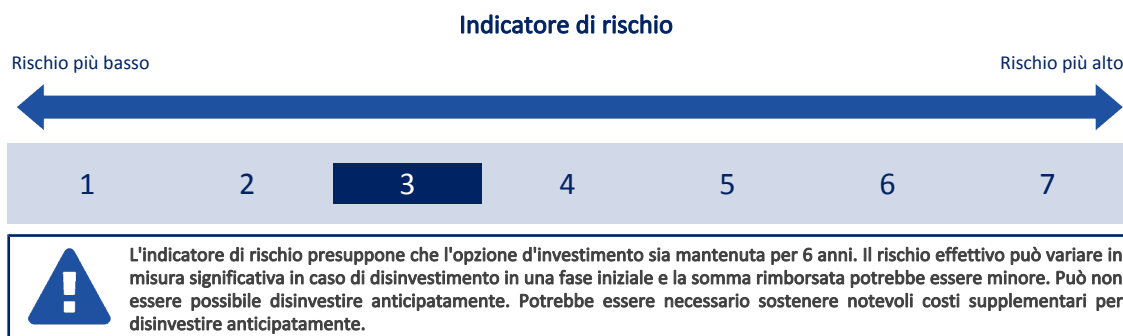 Indicatore di rischio
Rischio più basso
Rischio più alto
1 2 3 4 5 6 7
L'indicatore di rischio presuppone che l'opzione d'investimento sia mantenuta per 6 anni. Il rischio effettivo può variare in
misura significativa in caso di disinvestimento in una fase iniziale e la somma rimborsata potrebbe essere minore. Può non
essere possibile disinvestire anticipatamente. Potrebbe essere necessario sostenere notevoli costi supplementari per
disinvestire anticipatamente.